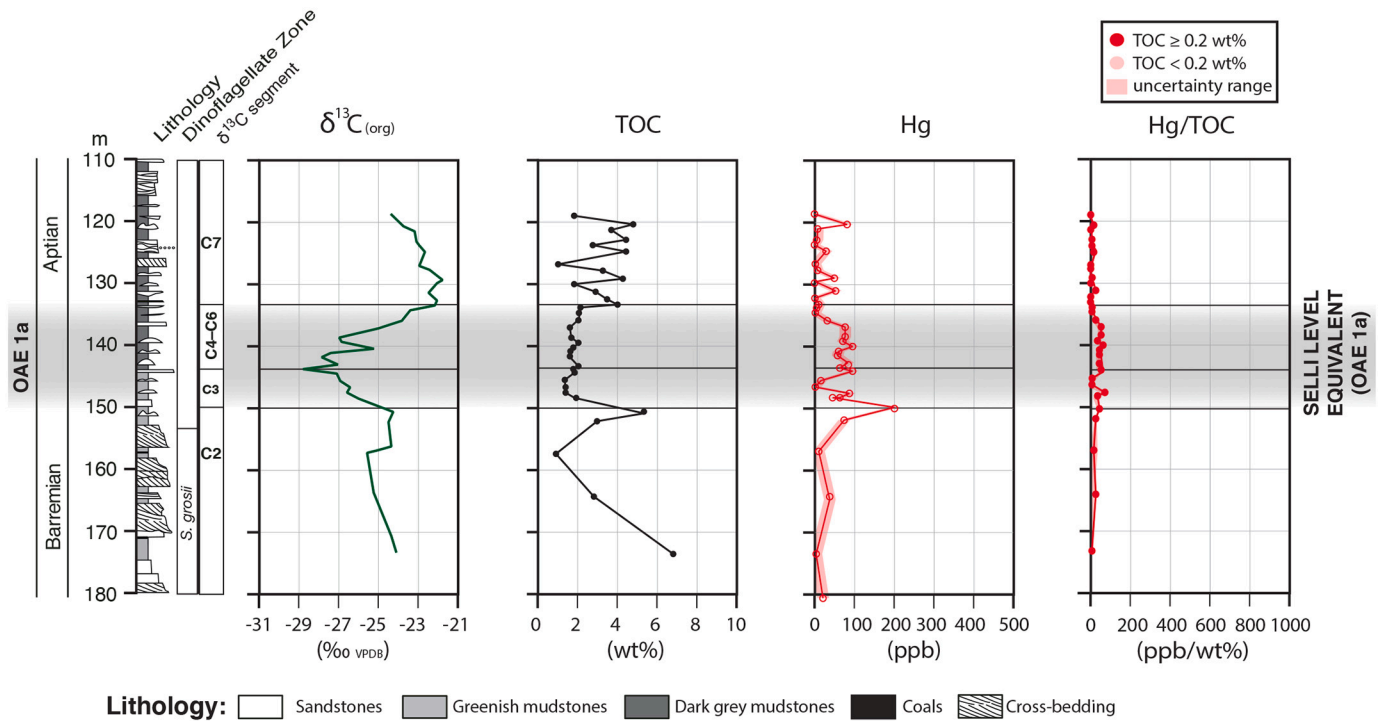 TOC ≥ 0.2 wt%
TOC < 0.2 wt%
uncertainty range
Lithology
Dinoflagellate Zone
δ¹³C segment
m
δ¹³C (org)
TOC
Hg
Hg/TOC
110
120
130
140
150
160
170
180
Aptian
Barremian
OAE 1a
S. grosii
C7
C4–C6
C3
C2
SELLI LEVEL
EQUIVALENT
(OAE 1a)
-31 -29 -27 -25 -23 -21
(‰ VPDB)
0 2 4 6 8 10
(wt%)
0 100 200 300 400 500
(ppb)
0 200 400 600 800 1000
(ppb/wt%)
Lithology: Sandstones Greenish mudstones Dark grey mudstones Coals Cross-bedding